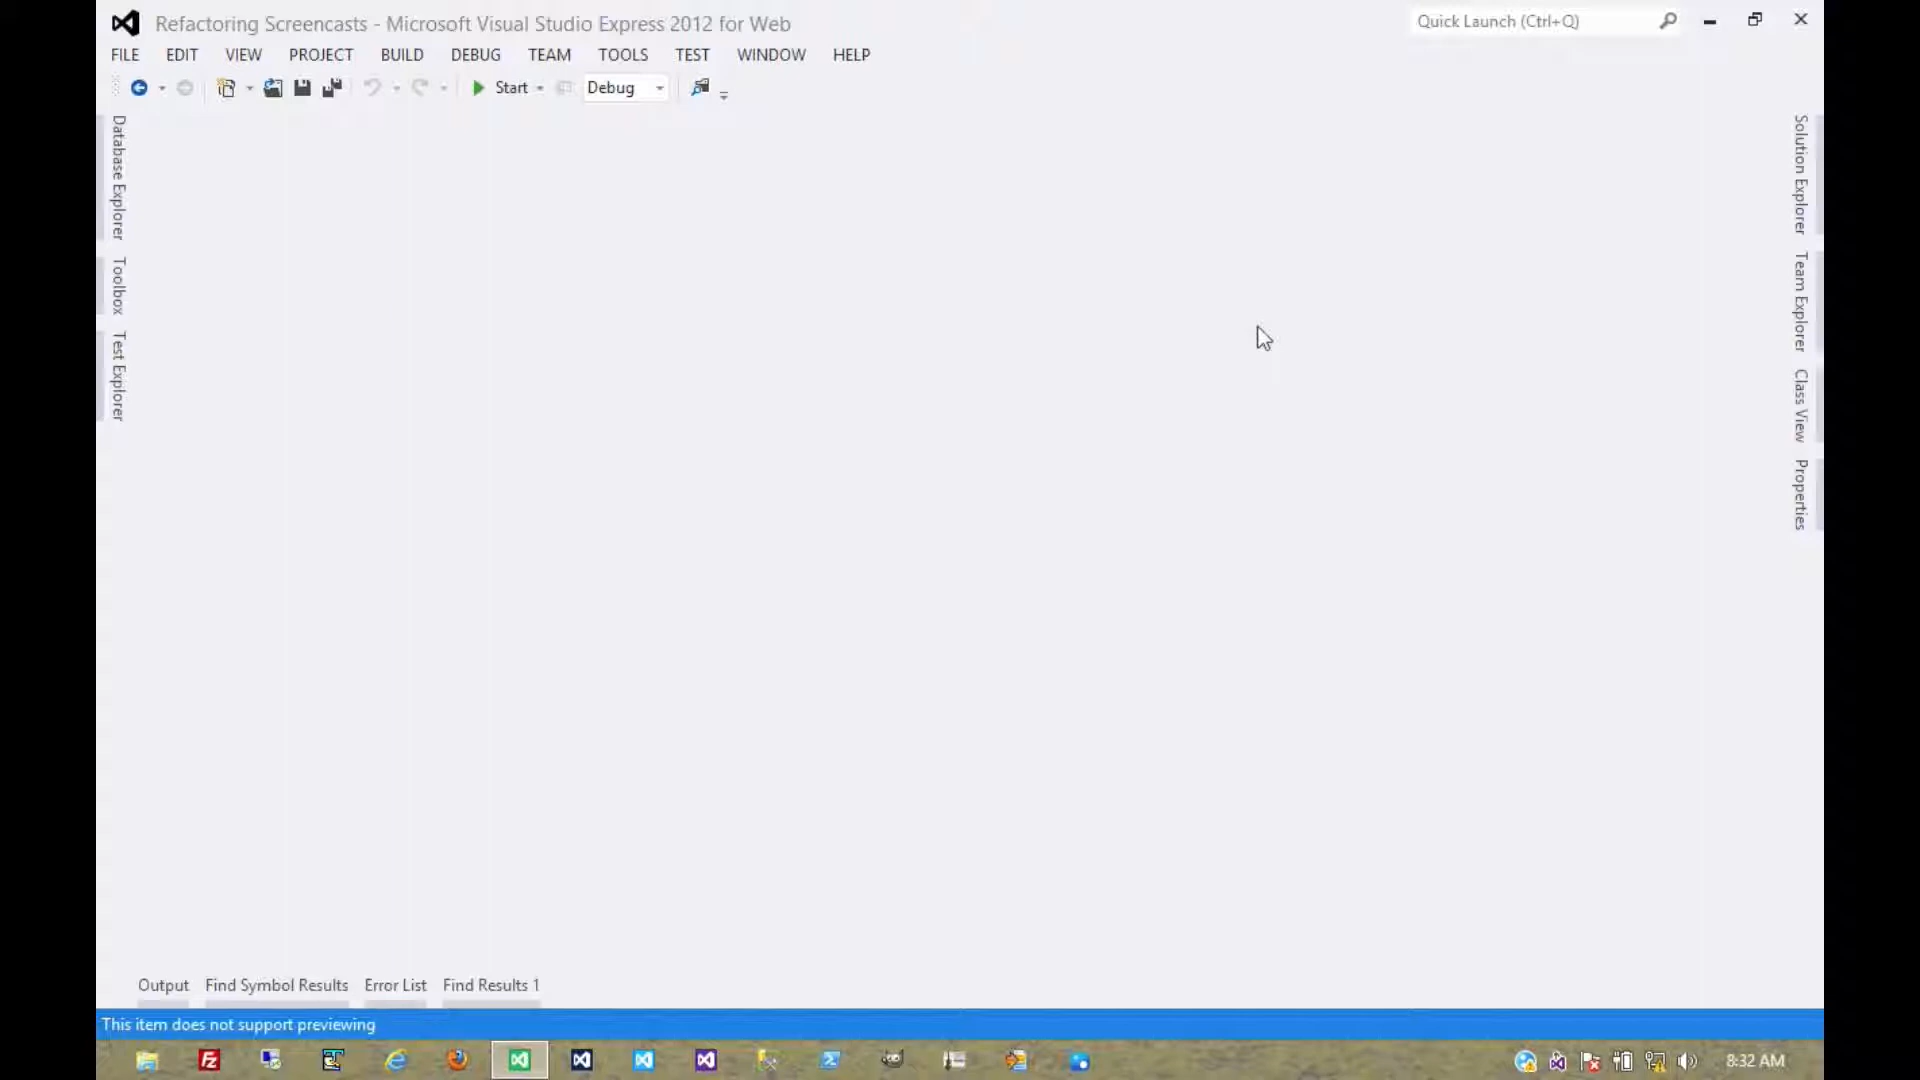 Refactoring Screencasts - Microsoft Visual Studio Express 2012 for Web
Quick Launch (Ctrl+Q)
FILE EDIT VIEW PROJECT BUILD DEBUG TEAM TOOLS TEST WINDOW HELP
Start Debug
Database Explorer
Toolbox
Test Explorer
Solution Explorer
Team Explorer
Class View
Properties
Output Find Symbol Results Error List Find Results 1
This item does not support previewing
8:32 AM